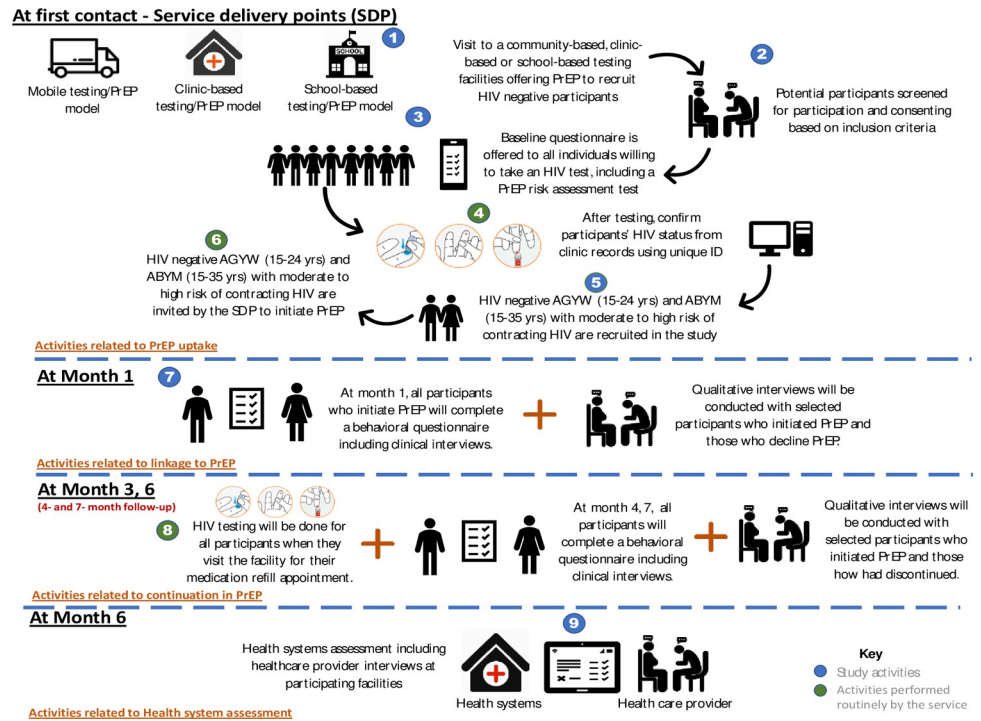 At first contact - Service delivery points (SDP)
1
SCHOOL
Mobile testing/PrEP
model
Clinic-based
testing/PrEP model
School-based
testing/PrEP model
Visit to a community-based, clinic-
based or school-based testing
facilities offering PrEP to recruit
HIV negative participants
2
Potential participants screened
for participation and consenting
based on inclusion criteria
3
Baseline questionnaire is
offered to all individuals willing
to take an HIV test, including a
PrEP risk assessment test
4
After testing, confirm
participants' HIV status from
clinic records using unique ID
5
HIV negative AGYW (15-24 yrs) and ABYM
(15-35 yrs) with moderate to high risk of
contracting HIV are recruited in the study
6
HIV negative AGYW (15-24 yrs) and
ABYM (15-35 yrs) with moderate to
high risk of contracting HIV are
invited by the SDP to initiate PrEP
Activities related to PrEP uptake
At Month 1
7
At month 1, all participants
who initiate PrEP will complete
a behavioral questionnaire
including clinical interviews.
Qualitative interviews will be
conducted with selected
participants who initiated PrEP and
those who decline PrEP.
Activities related to linkage to PrEP
At Month 3, 6
(4- and 7- month follow-up)
8
HIV testing will be done for
all participants when they
visit the facility for their
medication refill appointment.
At month 4, 7, all
participants will
complete a behavioral
questionnaire including
clinical interviews.
Qualitative interviews will
be conducted with
selected participants who
initiated PrEP and those
how had discontinued.
Activities related to continuation in PrEP
At Month 6
9
Health systems assessment including
healthcare provider interviews at
participating facilities
Health systems
Health care provider
Key
Study activities
Activities performed
routinely by the service
Activities related to Health system assessment